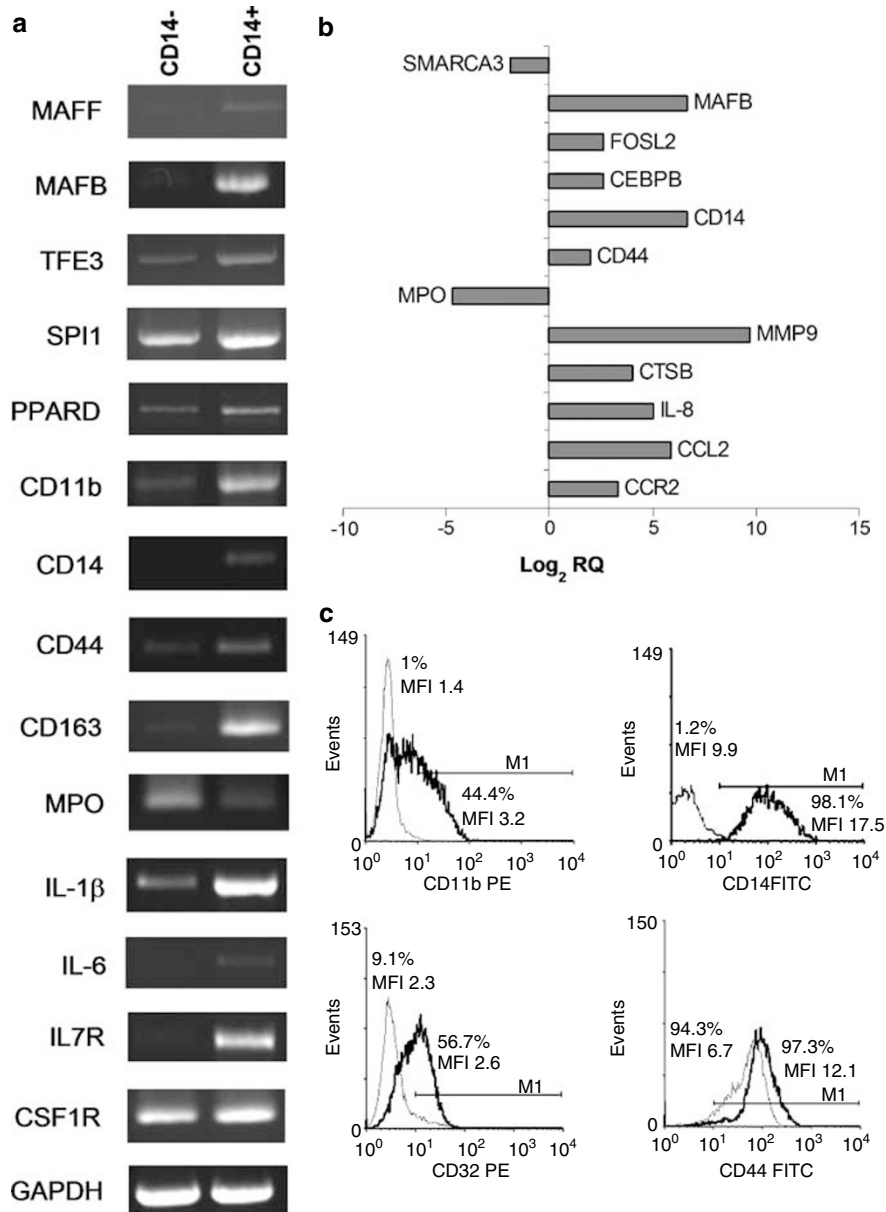 a
CD14-
CD14+
MAFF
MAFB
TFE3
SPI1
PPARD
CD11b
CD14
CD44
CD163
MPO
IL-1β
IL-6
IL7R
CSF1R
GAPDH
b
SMARCA3
MAFB
FOSL2
CEBPB
CD14
CD44
MPO
MMP9
CTSB
IL-8
CCL2
CCR2
-10 -5 0 5 10 15
Log2 RQ
c
149
1%
MFI 1.4
Events
M1
44.4%
MFI 3.2
0
10^0 10^1 10^2 10^3 10^4
CD11b PE
149
1.2%
MFI 9.9
Events
M1
98.1%
MFI 17.5
0
10^0 10^1 10^2 10^3 10^4
CD14FITC
153
9.1%
MFI 2.3
Events
56.7%
MFI 2.6
M1
0
10^0 10^1 10^2 10^3 10^4
CD32 PE
150
Events
94.3%
MFI 6.7
97.3%
MFI 12.1
M1
0
10^0 10^1 10^2 10^3 10^4
CD44 FITC